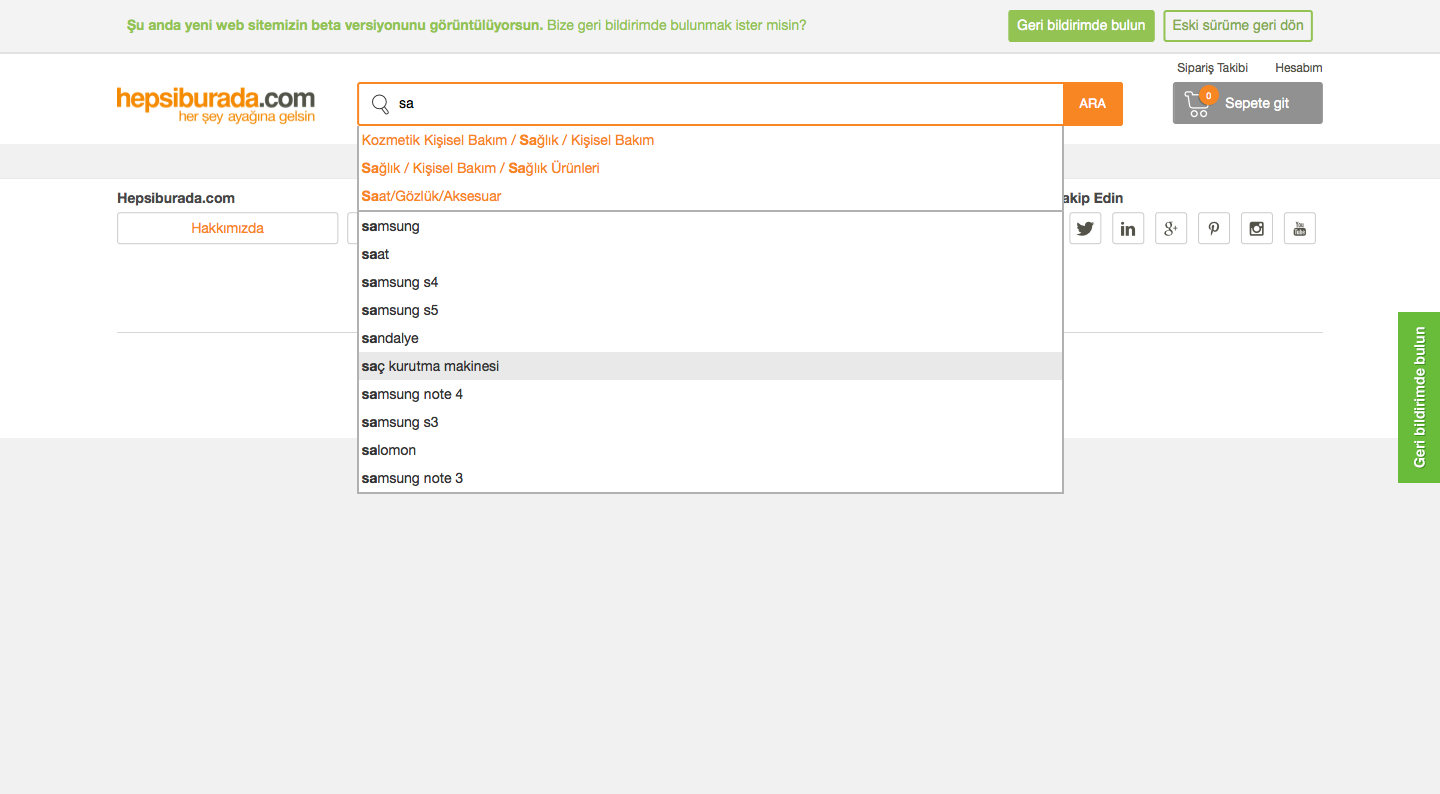 Şu anda yeni web sitemizin beta versiyonunu görüntülüyorsun. Bize geri bildirimde bulunmak ister misin?
Geri bildirimde bulun
Eski sürüme geri dön
Sipariş Takibi
Hesabım
hepsiburada.com
her şey ayağına gelsin
sa
ARA
0
Sepete git
Kozmetik Kişisel Bakım / Sağlık / Kişisel Bakım
Sağlık / Kişisel Bakım / Sağlık Ürünleri
Saat/Gözlük/Aksesuar
Hepsiburada.com
akip Edin
Hakkımızda
You Tube
samsung
saat
samsung s4
samsung s5
sandalye
saç kurutma makinesi
samsung note 4
samsung s3
salomon
samsung note 3
Geri bildirimde bulun